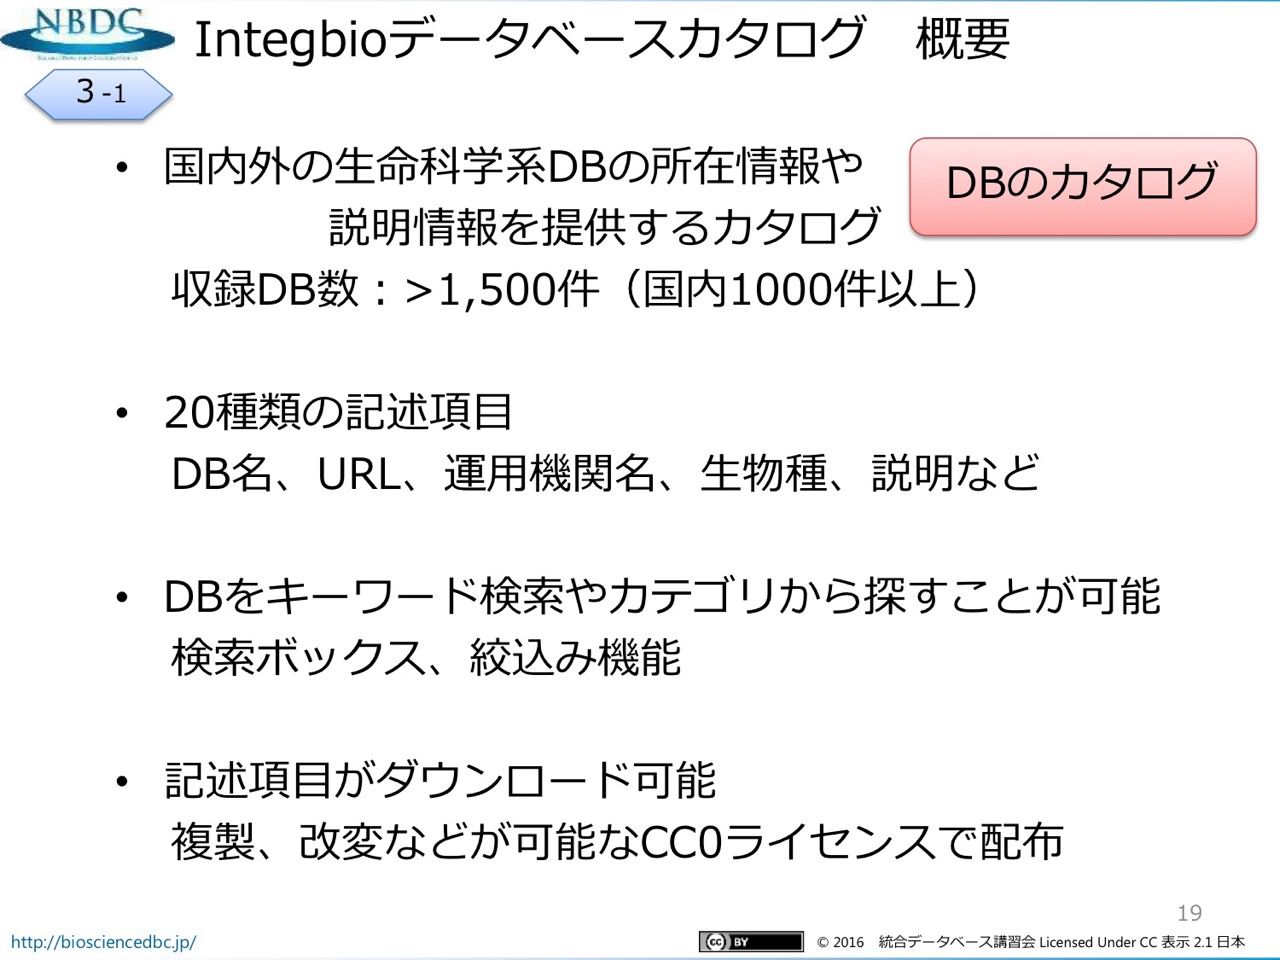 NBDC
Integbioデータベースカタログ　概要
3 -1
• 国内外の生命科学系DBの所在情報や
説明情報を提供するカタログ
DBのカタログ
収録DB数：>1,500件（国内1000件以上）
• 20種類の記述項目
DB名、URL、運用機関名、生物種、説明など
• DBをキーワード検索やカテゴリから探すことが可能
検索ボックス、絞込み機能
• 記述項目がダウンロード可能
複製、改変などが可能なCC0ライセンスで配布
19
http://biosciencedbc.jp/
cc BY
© 2016　統合データベース講習会 Licensed Under CC 表示 2.1 日本